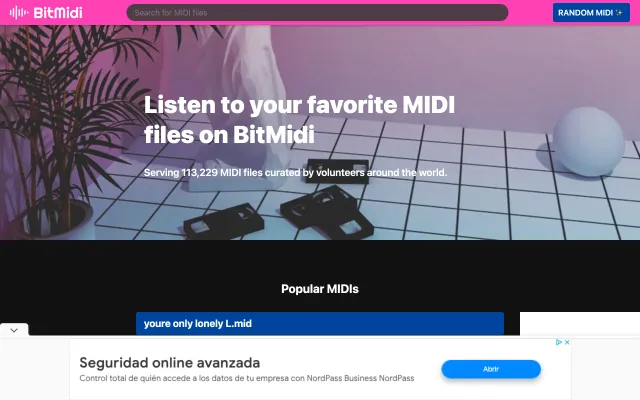 BitMidi
Search for MIDI files
RANDOM MIDI ✨
Listen to your favorite MIDI
files on BitMidi
Serving 113,229 MIDI files curated by volunteers around the world.
Popular MIDIs
youre only lonely L.mid
Seguridad online avanzada
Control total de quién accede a los datos de tu empresa con NordPass Business NordPass
Abrir